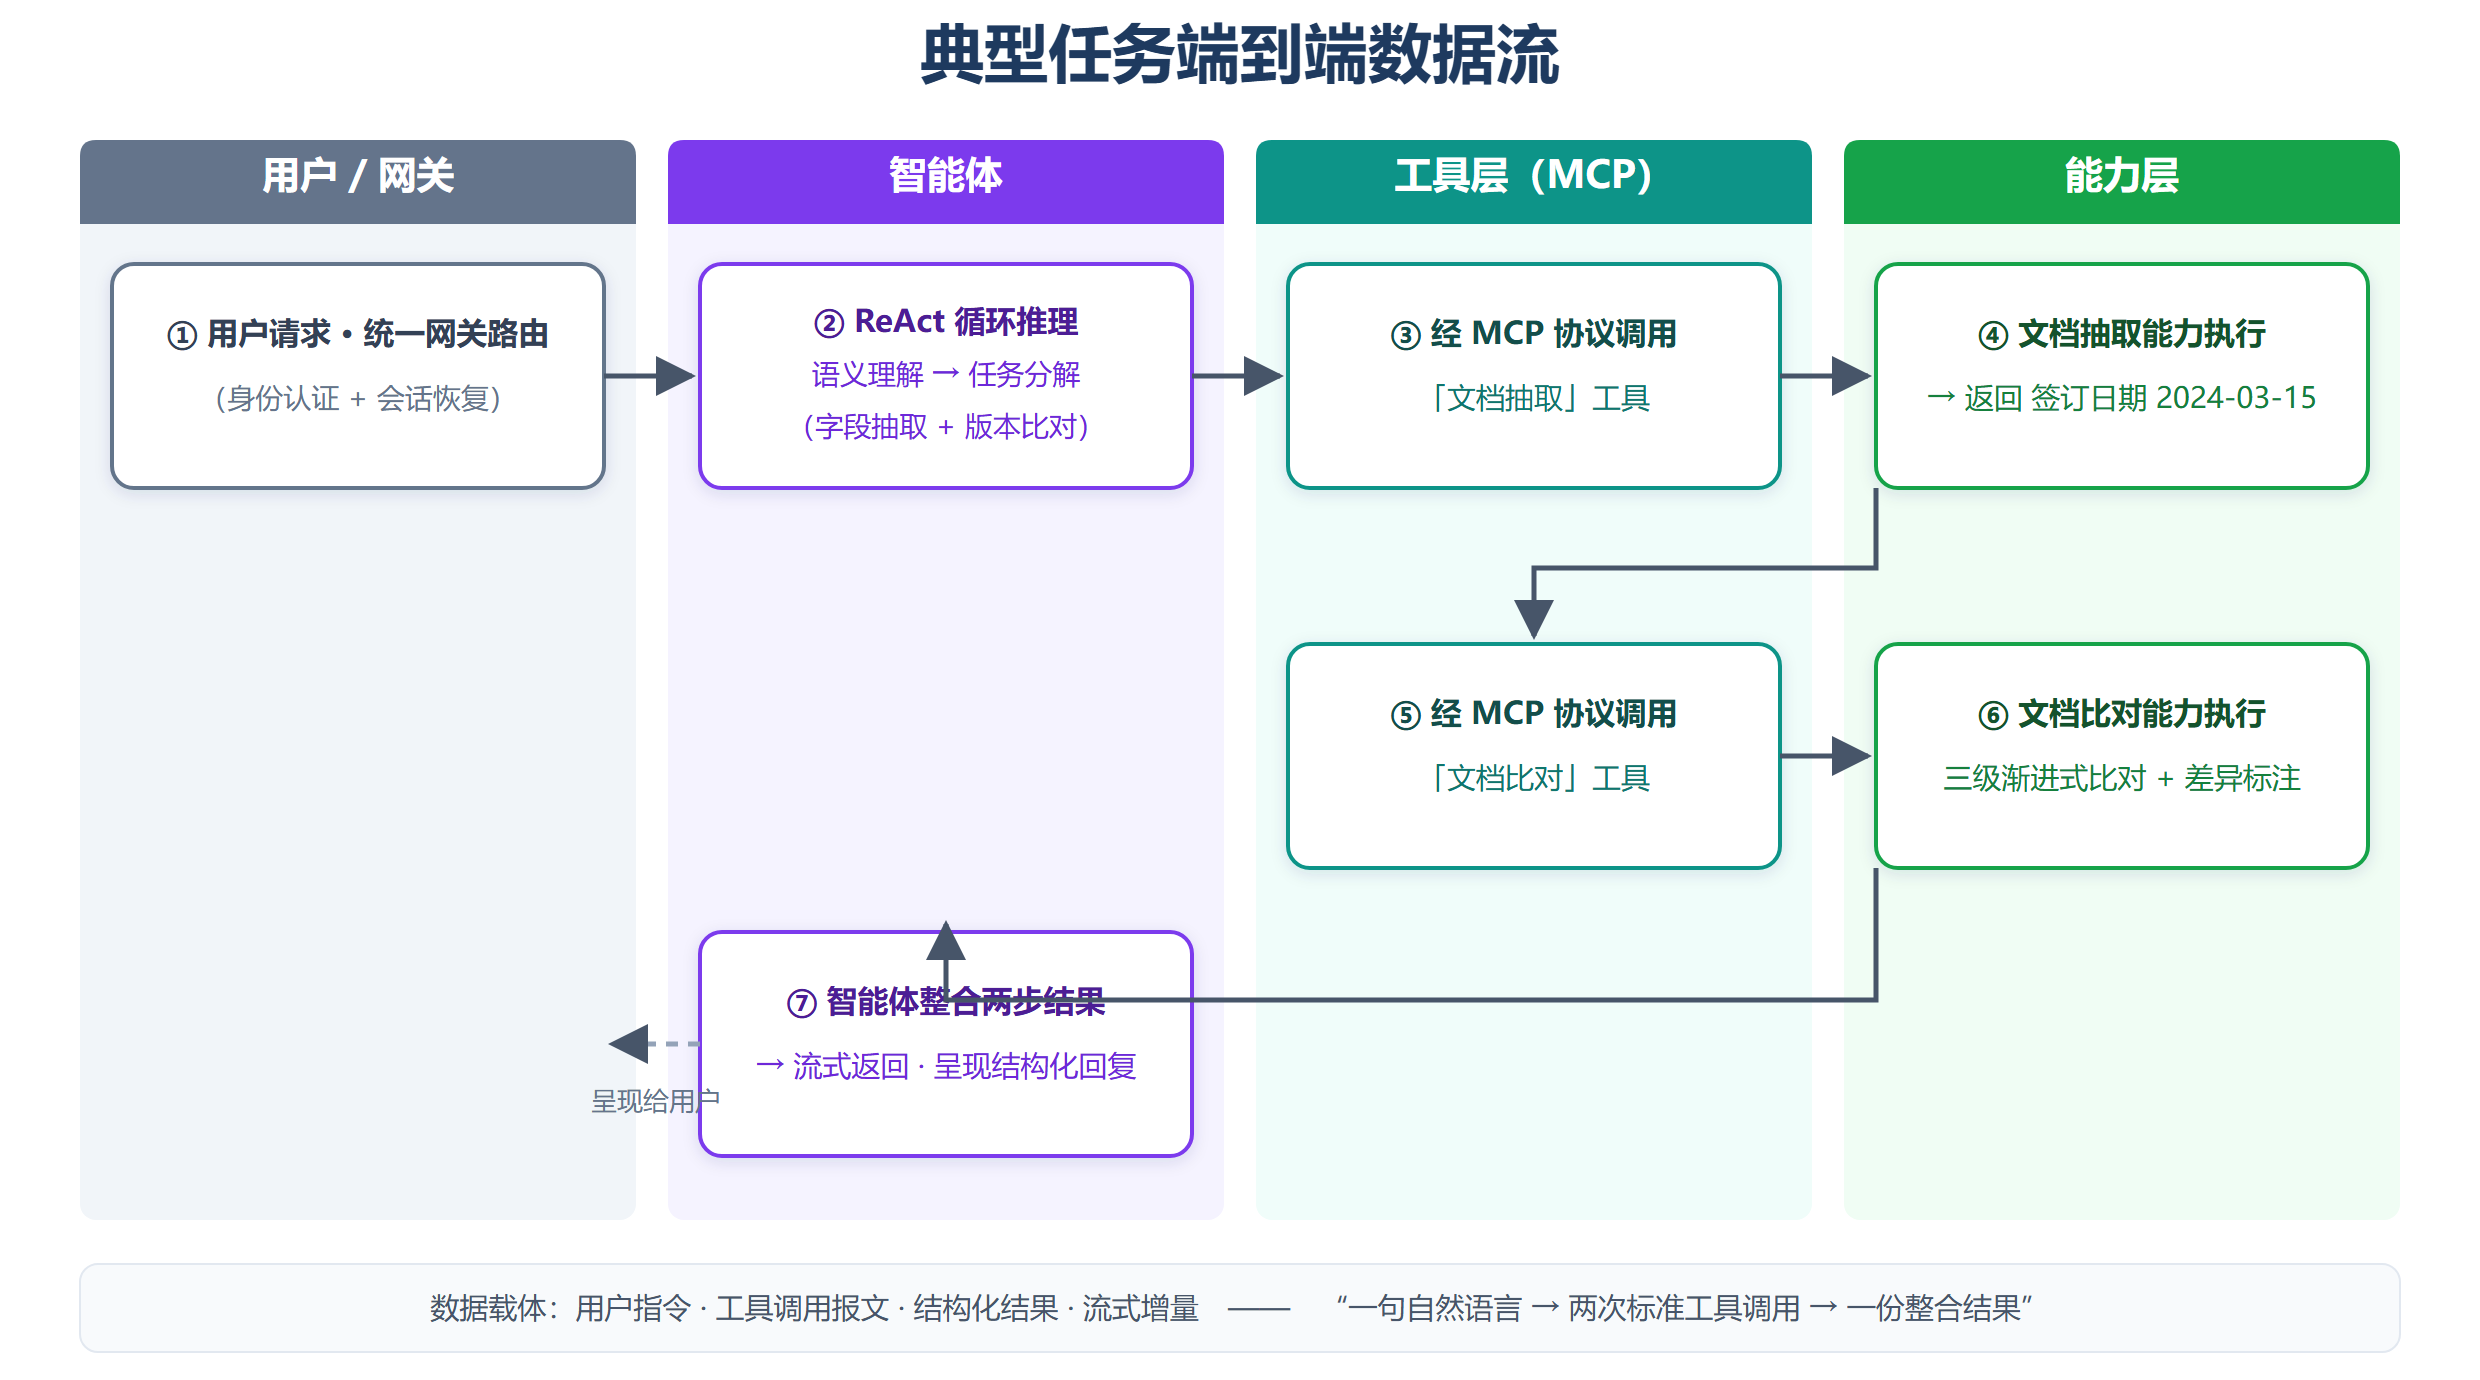 典型任务端到端数据流
用户 / 网关
智能体
工具层（MCP）
能力层
① 用户请求 · 统一网关路由
（身份认证 + 会话恢复）
② ReAct 循环推理
语义理解 → 任务分解
（字段抽取 + 版本比对）
③ 经 MCP 协议调用
「文档抽取」工具
④ 文档抽取能力执行
→ 返回 签订日期 2024-03-15
⑤ 经 MCP 协议调用
「文档比对」工具
⑥ 文档比对能力执行
三级渐进式比对 + 差异标注
⑦ 智能体整合两步结果
→ 流式返回 · 呈现结构化回复
呈现给用户
数据载体：用户指令 · 工具调用报文 · 结构化结果 · 流式增量 —— “一句自然语言 → 两次标准工具调用 → 一份整合结果”